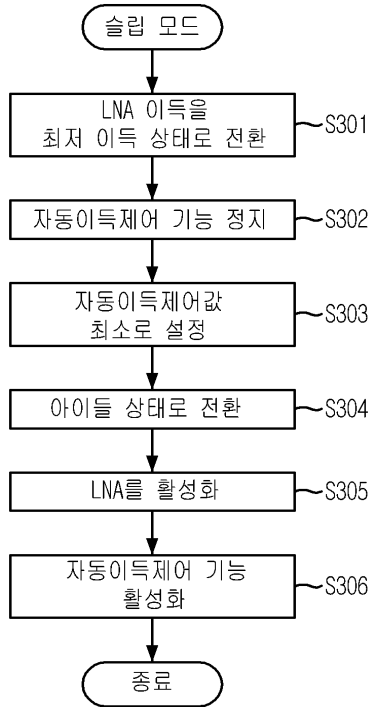 슬립 모드
LNA 이득을
최저 이득 상태로 전환
S301
자동이득제어 기능 정지
S302
자동이득제어값
최소로 설정
S303
아이들 상태로 전환
S304
LNA를 활성화
S305
자동이득제어 기능
활성화
S306
종료